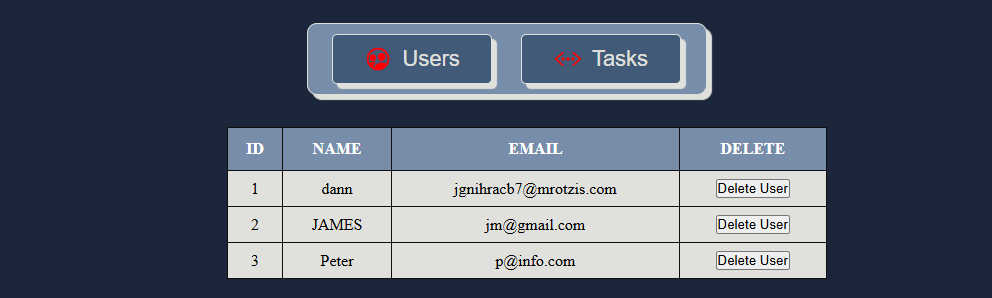 Users Tasks
ID NAME EMAIL DELETE
1 dann jgnihracb7@mrotzis.com Delete User
2 JAMES jm@gmail.com Delete User
3 Peter p@info.com Delete User